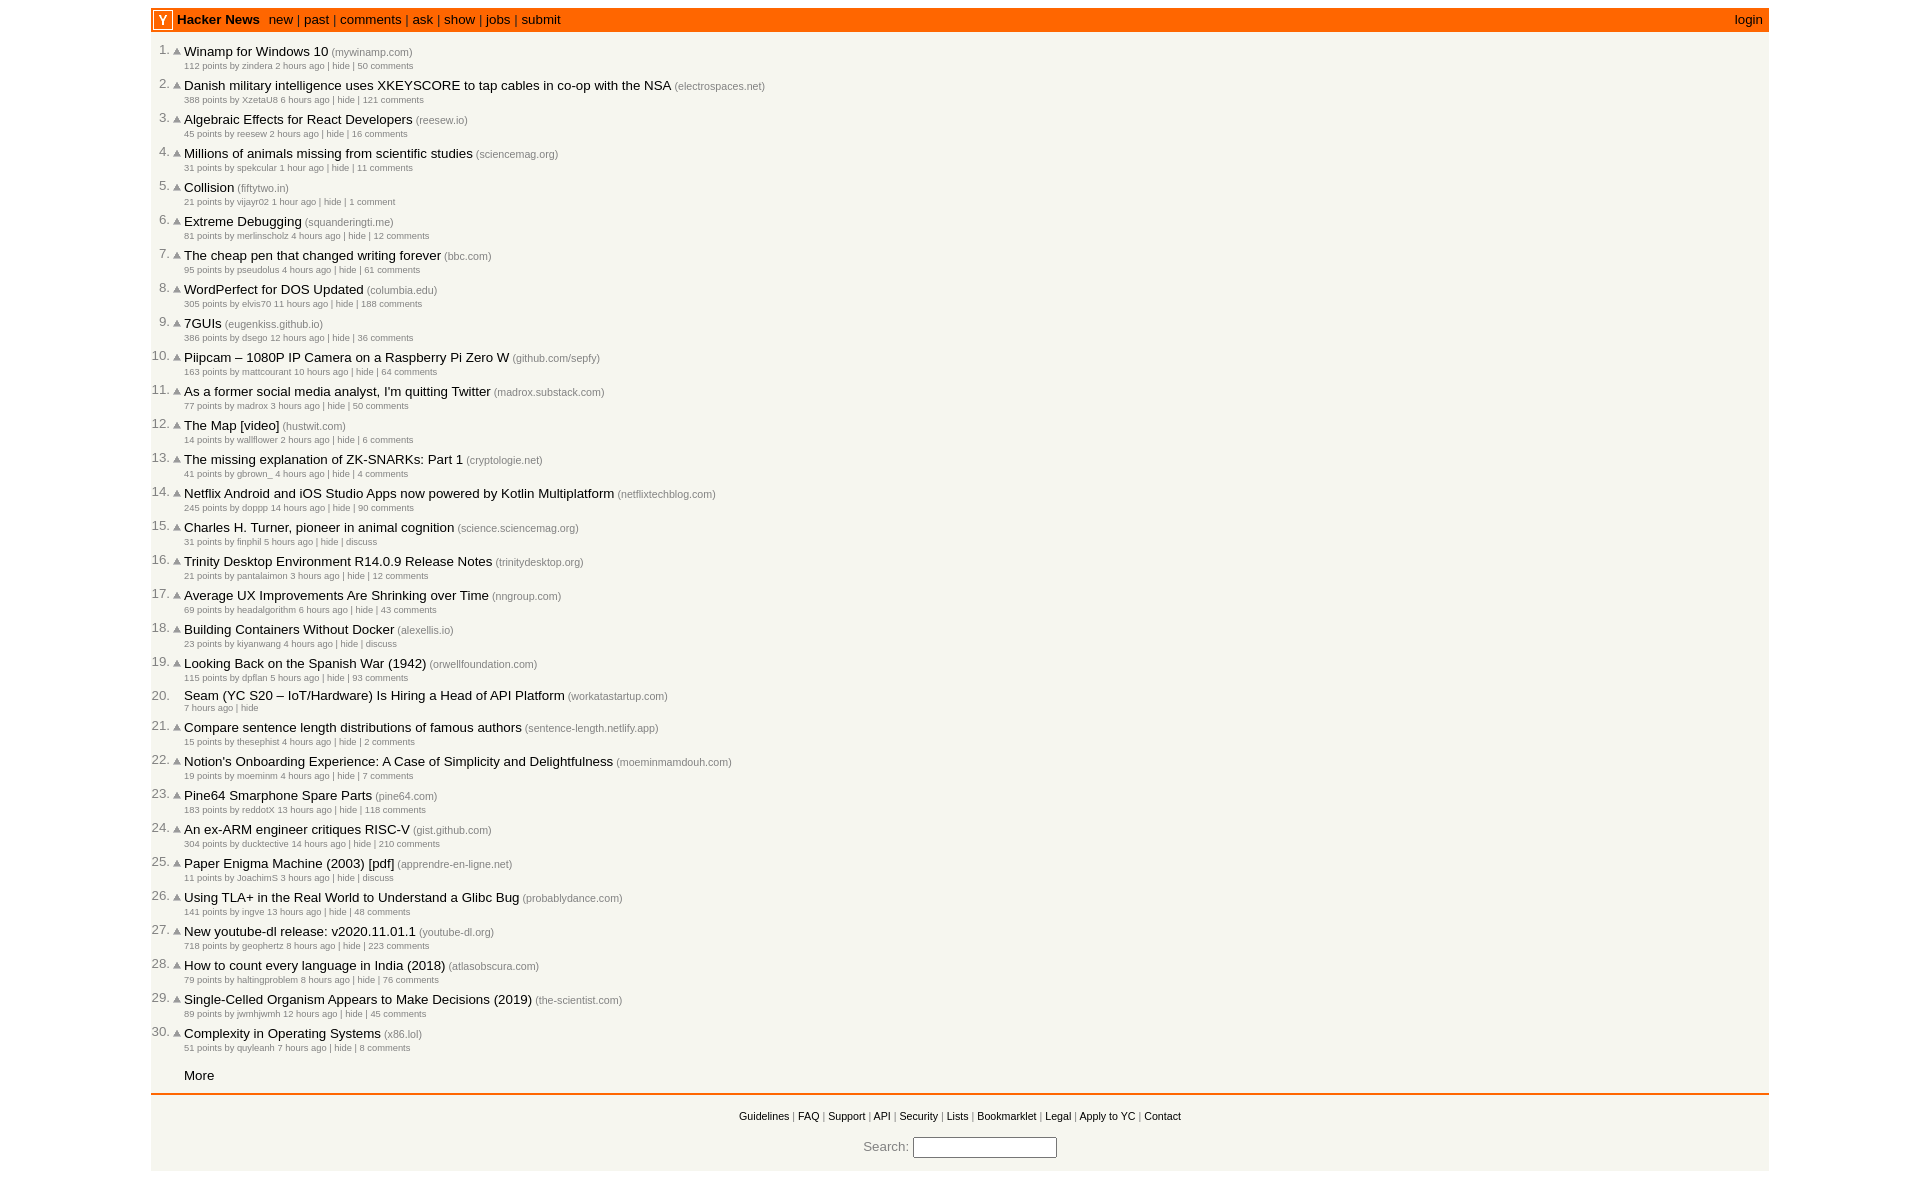 Y Hacker News new | past | comments | ask | show | jobs | submit login
1. Winamp for Windows 10 (mywinamp.com)
112 points by zindera 2 hours ago | hide | 50 comments
2. Danish military intelligence uses XKEYSCORE to tap cables in co-op with the NSA (electrospaces.net)
388 points by XzetaU8 6 hours ago | hide | 121 comments
3. Algebraic Effects for React Developers (reesew.io)
45 points by reesew 2 hours ago | hide | 16 comments
4. Millions of animals missing from scientific studies (sciencemag.org)
31 points by spekcular 1 hour ago | hide | 11 comments
5. Collision (fiftytwo.in)
21 points by vijayr02 1 hour ago | hide | 1 comment
6. Extreme Debugging (squanderingti.me)
81 points by merlinscholz 4 hours ago | hide | 12 comments
7. The cheap pen that changed writing forever (bbc.com)
95 points by pseudolus 4 hours ago | hide | 61 comments
8. WordPerfect for DOS Updated (columbia.edu)
305 points by elvis70 11 hours ago | hide | 188 comments
9. 7GUIs (eugenkiss.github.io)
386 points by dsego 12 hours ago | hide | 36 comments
10. Piipcam – 1080P IP Camera on a Raspberry Pi Zero W (github.com/sepfy)
163 points by mattcourant 10 hours ago | hide | 64 comments
11. As a former social media analyst, I'm quitting Twitter (madrox.substack.com)
77 points by madrox 3 hours ago | hide | 50 comments
12. The Map [video] (hustwit.com)
14 points by wallflower 2 hours ago | hide | 6 comments
13. The missing explanation of ZK-SNARKs: Part 1 (cryptologie.net)
41 points by gbrown_ 4 hours ago | hide | 4 comments
14. Netflix Android and iOS Studio Apps now powered by Kotlin Multiplatform (netflixtechblog.com)
245 points by doppp 14 hours ago | hide | 90 comments
15. Charles H. Turner, pioneer in animal cognition (science.sciencemag.org)
31 points by finphil 5 hours ago | hide | discuss
16. Trinity Desktop Environment R14.0.9 Release Notes (trinitydesktop.org)
21 points by pantalaimon 3 hours ago | hide | 12 comments
17. Average UX Improvements Are Shrinking over Time (nngroup.com)
69 points by headalgorithm 6 hours ago | hide | 43 comments
18. Building Containers Without Docker (alexellis.io)
23 points by kiyanwang 4 hours ago | hide | discuss
19. Looking Back on the Spanish War (1942) (orwellfoundation.com)
115 points by dpflan 5 hours ago | hide | 93 comments
20. Seam (YC S20 – IoT/Hardware) Is Hiring a Head of API Platform (workatastartup.com)
7 hours ago | hide
21. Compare sentence length distributions of famous authors (sentence-length.netlify.app)
15 points by thesephist 4 hours ago | hide | 2 comments
22. Notion's Onboarding Experience: A Case of Simplicity and Delightfulness (moeminmamdouh.com)
19 points by moeminm 4 hours ago | hide | 7 comments
23. Pine64 Smarphone Spare Parts (pine64.com)
183 points by reddotX 13 hours ago | hide | 118 comments
24. An ex-ARM engineer critiques RISC-V (gist.github.com)
304 points by ducktective 14 hours ago | hide | 210 comments
25. Paper Enigma Machine (2003) [pdf] (apprendre-en-ligne.net)
11 points by JoachimS 3 hours ago | hide | discuss
26. Using TLA+ in the Real World to Understand a Glibc Bug (probablydance.com)
141 points by ingve 13 hours ago | hide | 48 comments
27. New youtube-dl release: v2020.11.01.1 (youtube-dl.org)
718 points by geophertz 8 hours ago | hide | 223 comments
28. How to count every language in India (2018) (atlasobscura.com)
79 points by haltingproblem 8 hours ago | hide | 76 comments
29. Single-Celled Organism Appears to Make Decisions (2019) (the-scientist.com)
89 points by jwmhjwmh 12 hours ago | hide | 45 comments
30. Complexity in Operating Systems (x86.lol)
51 points by quyleanh 7 hours ago | hide | 8 comments
More
Guidelines | FAQ | Support | API | Security | Lists | Bookmarklet | Legal | Apply to YC | Contact
Search: